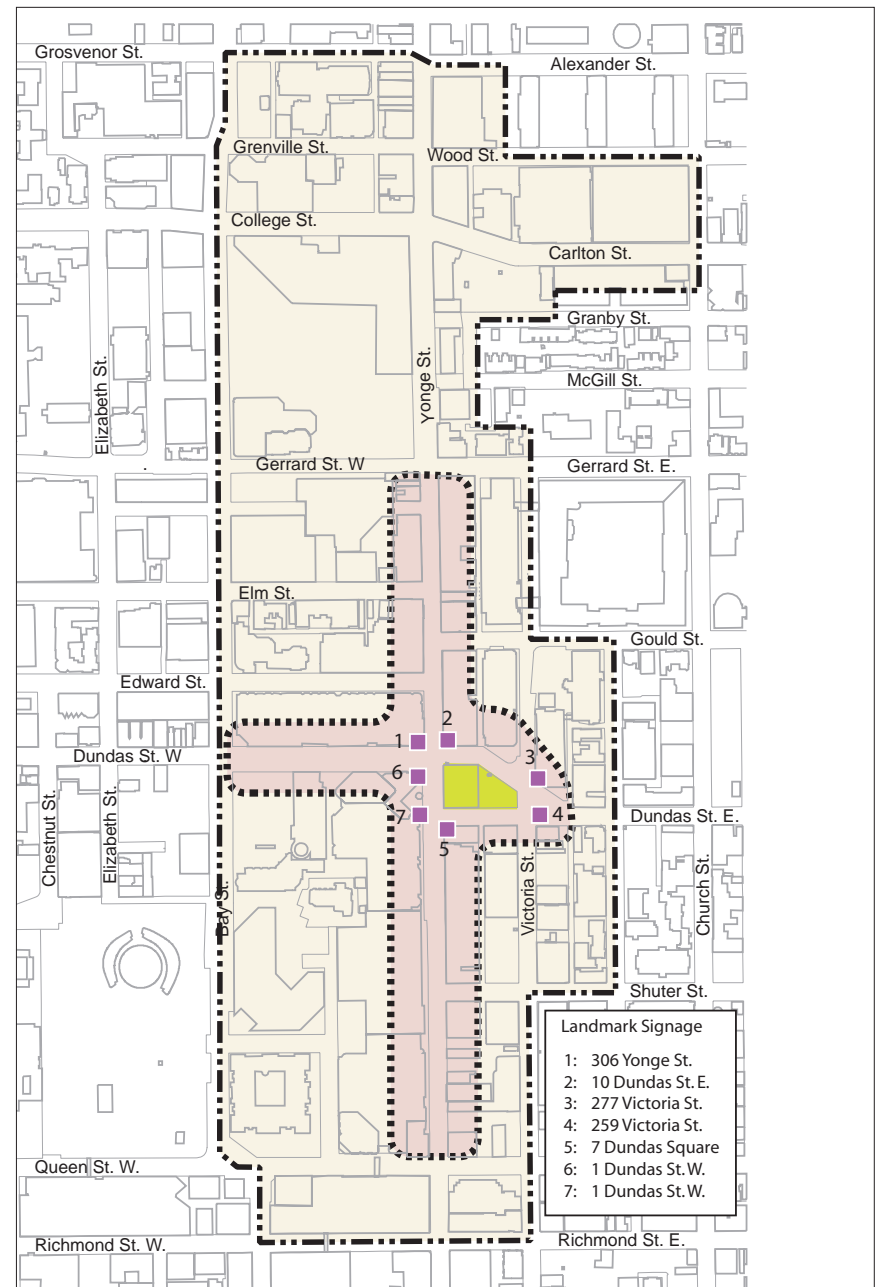 Grosvenor St.
Alexander St.
Grenville St.
Wood St.
College St.
Carlton St.
Granby St.
Yonge St.
McGill St.
Elizabeth St.
Gerrard St. W
Gerrard St. E.
Elm St.
Gould St.
Edward St.
1
2
Dundas St. W
3
6
Chestnut St.
Elizabeth St.
7
4
Dundas St. E.
5
Bay St.
Victoria St.
Church St.
Shuter St.
Landmark Signage
1: 306 Yonge St.
2: 10 Dundas St. E.
3: 277 Victoria St.
4: 259 Victoria St.
5: 7 Dundas Square
6: 1 Dundas St. W.
7: 1 Dundas St. W.
Queen St. W.
Richmond St. W.
Richmond St. E.